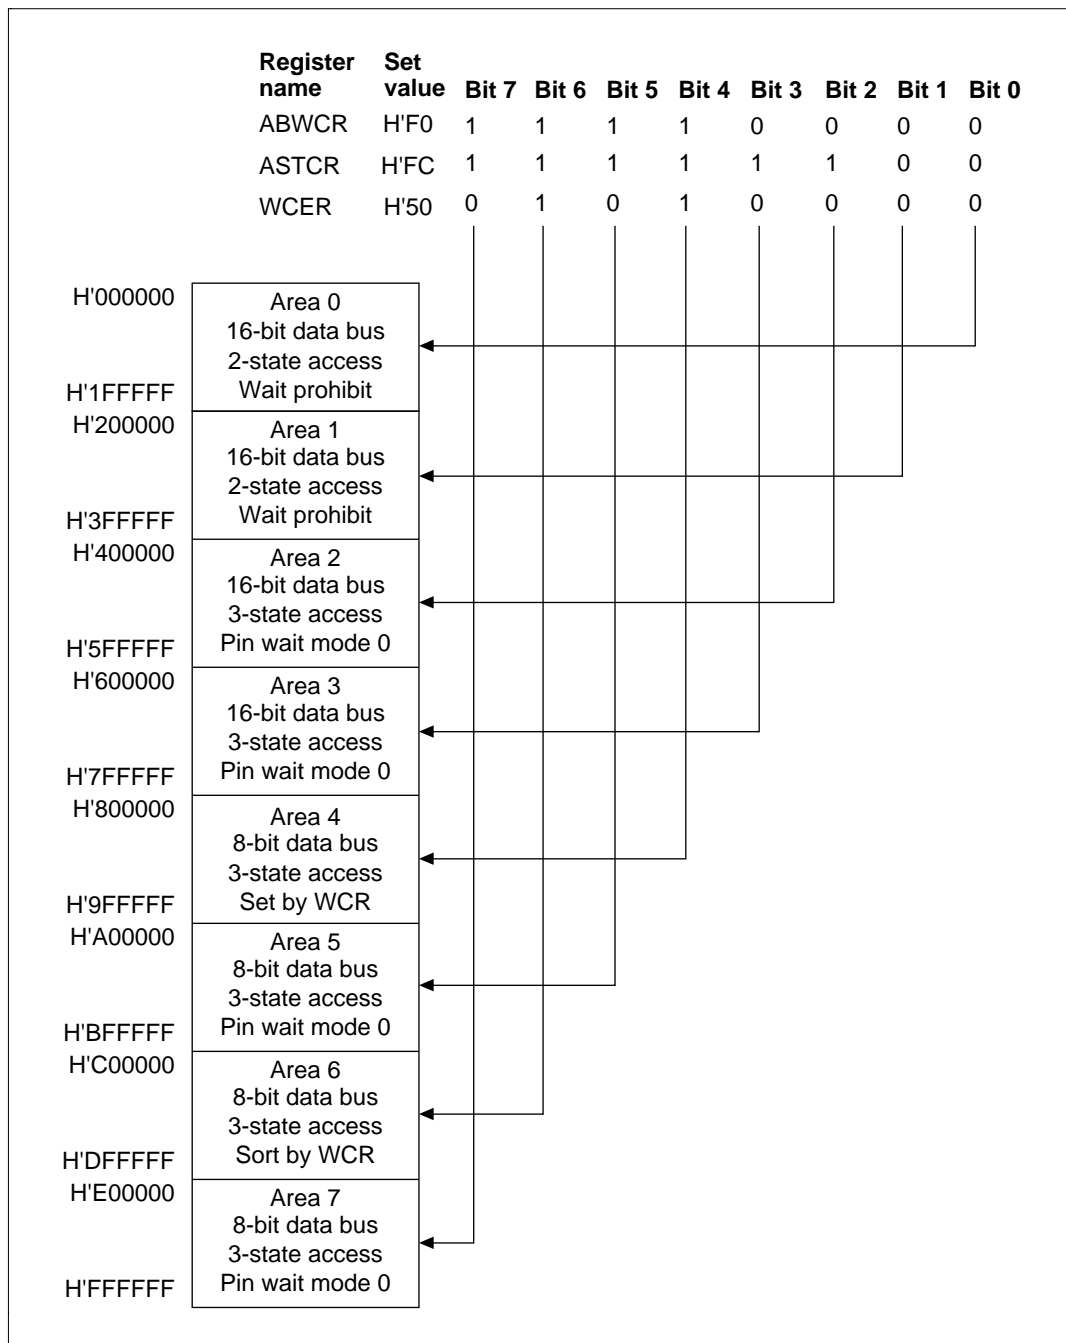 Register name Set value Bit 7 Bit 6 Bit 5 Bit 4 Bit 3 Bit 2 Bit 1 Bit 0
ABWCR H'F0 1 1 1 1 0 0 0 0
ASTCR H'FC 1 1 1 1 1 1 0 0
WCER H'50 0 1 0 1 0 0 0 0
H'000000
Area 0
16-bit data bus
2-state access
Wait prohibit
H'1FFFFF
H'200000
Area 1
16-bit data bus
2-state access
Wait prohibit
H'3FFFFF
H'400000
Area 2
16-bit data bus
3-state access
Pin wait mode 0
H'5FFFFF
H'600000
Area 3
16-bit data bus
3-state access
Pin wait mode 0
H'7FFFFF
H'800000
Area 4
8-bit data bus
3-state access
Set by WCR
H'9FFFFF
H'A00000
Area 5
8-bit data bus
3-state access
Pin wait mode 0
H'BFFFFF
H'C00000
Area 6
8-bit data bus
3-state access
Sort by WCR
H'DFFFFF
H'E00000
Area 7
8-bit data bus
3-state access
Pin wait mode 0
H'FFFFFF